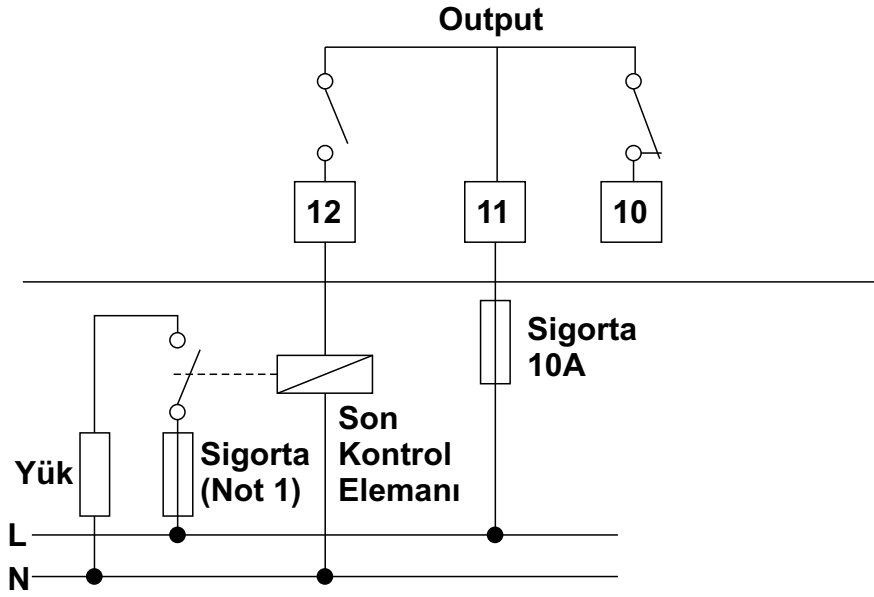 Output
12
11
10
Sigorta
10A
Son
Kontrol
Elemanı
Sigorta
(Not 1)
Yük
L
N